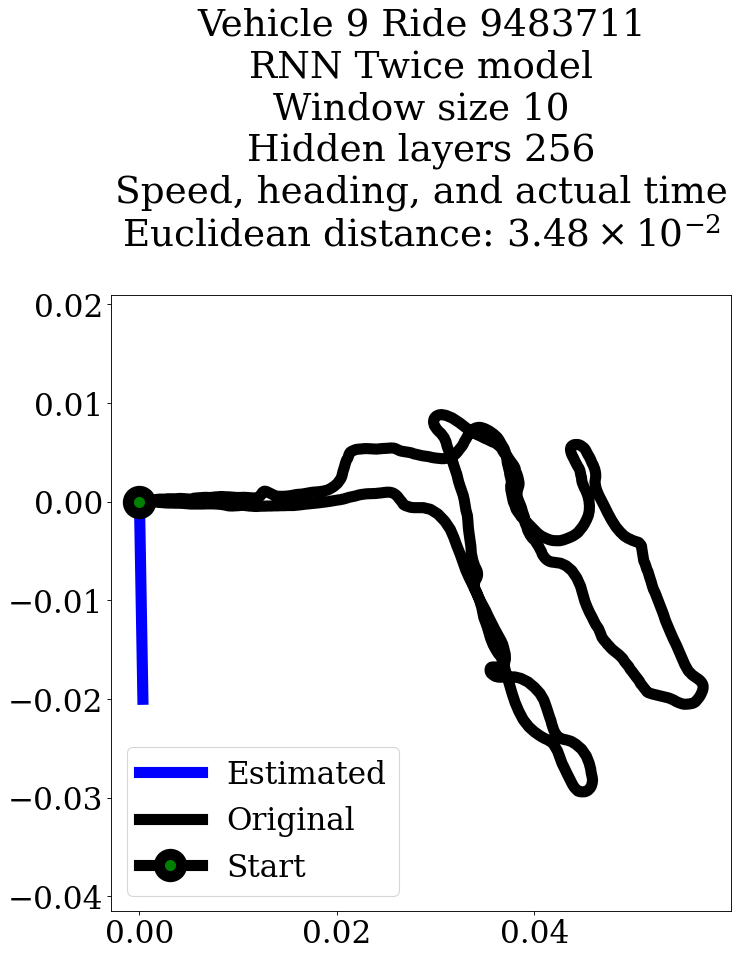 Vehicle 9 Ride 9483711
RNN Twice model
Window size 10
Hidden layers 256
Speed, heading, and actual time
Euclidean distance: 3.48 × 10⁻²
0.02
0.01
0.00
−0.01
−0.02
−0.03
−0.04
Estimated
Original
Start
0.00 0.02 0.04